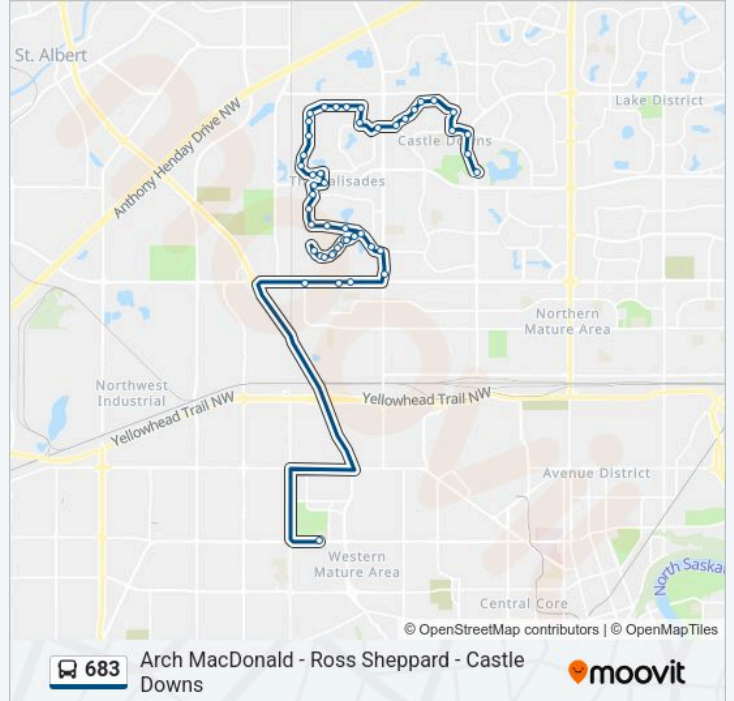 St. Albert
Lake District
Anthony Henday Drive NW
Castle Downs
The Palisades
Northern
Mature Area
Northwest
Industrial
Yellowhead Trail NW
Yellowhead Trail NW
Avenue District
Western
Mature Area
North Saska
Central Core
© OpenStreetMap contributors | © OpenMapTiles
683
Arch MacDonald - Ross Sheppard - Castle
Downs
moovit